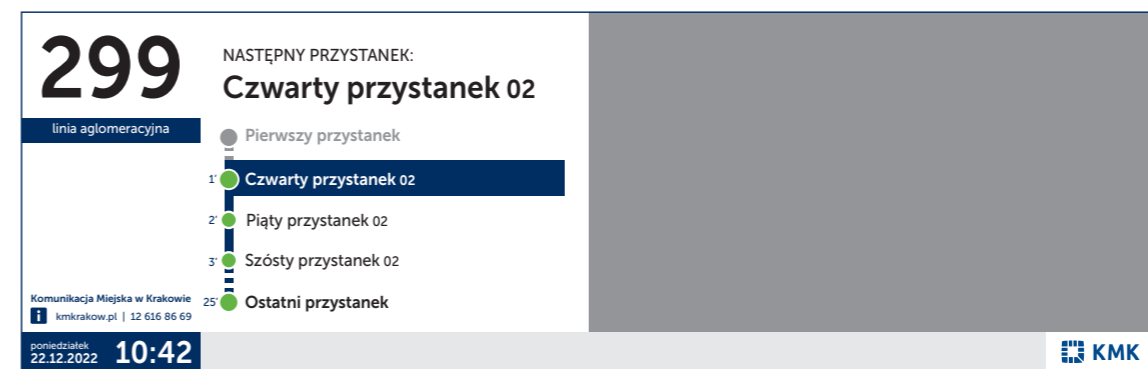 299
linia aglomeracyjna
NASTĘPNY PRZYSTANEK:
Czwarty przystanek 02
Pierwszy przystanek
1' Czwarty przystanek 02
2' Piąty przystanek 02
3' Szósty przystanek 02
25' Ostatni przystanek
Komunikacja Miejska w Krakowie
i kmkrakow.pl | 12 616 86 69
poniedziałek
22.12.2022
10:42
KMK